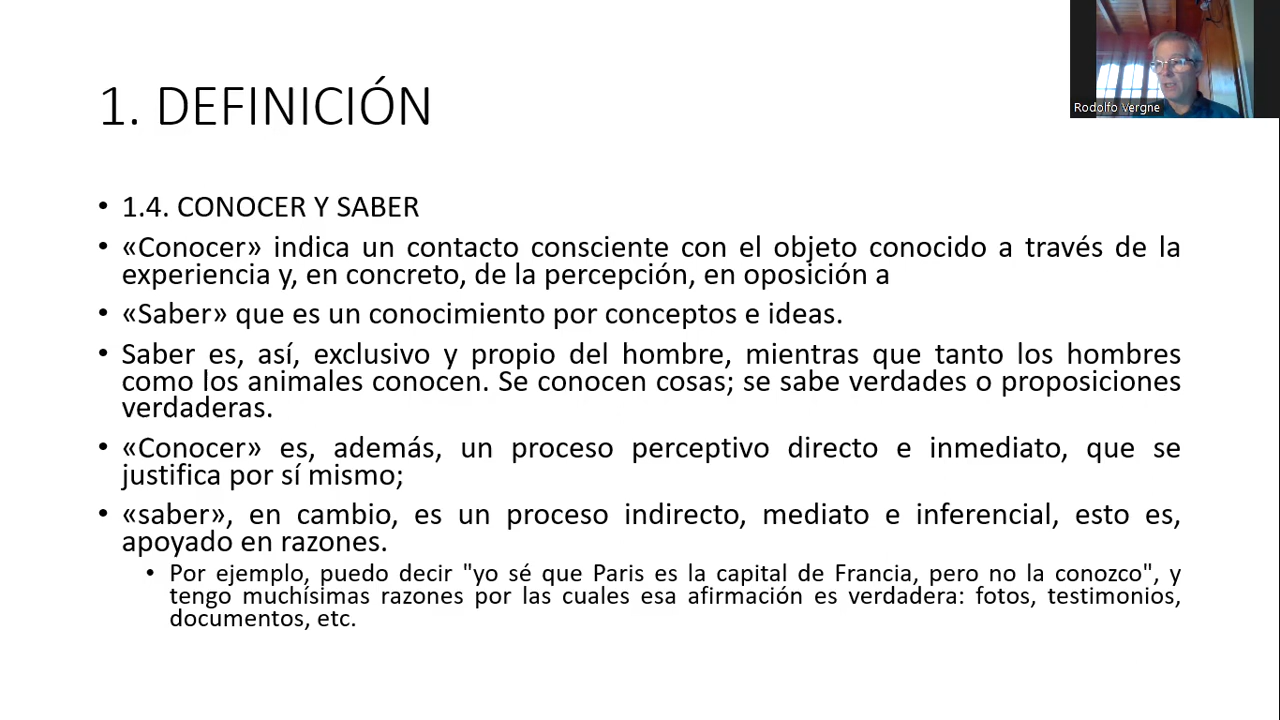 Rodolfo Vergne
1. DEFINICIÓN
• 1.4. CONOCER Y SABER
• «Conocer» indica un contacto consciente con el objeto conocido a través de la
experiencia y, en concreto, de la percepción, en oposición a
• «Saber» que es un conocimiento por conceptos e ideas.
• Saber es, así, exclusivo y propio del hombre, mientras que tanto los hombres
como los animales conocen. Se conocen cosas; se sabe verdades o proposiciones
verdaderas.
• «Conocer» es, además, un proceso perceptivo directo e inmediato, que se
justifica por sí mismo;
• «saber», en cambio, es un proceso indirecto, mediato e inferencial, esto es,
apoyado en razones.
• Por ejemplo, puedo decir "yo sé que Paris es la capital de Francia, pero no la conozco", y
tengo muchísimas razones por las cuales esa afirmación es verdadera: fotos, testimonios,
documentos, etc.